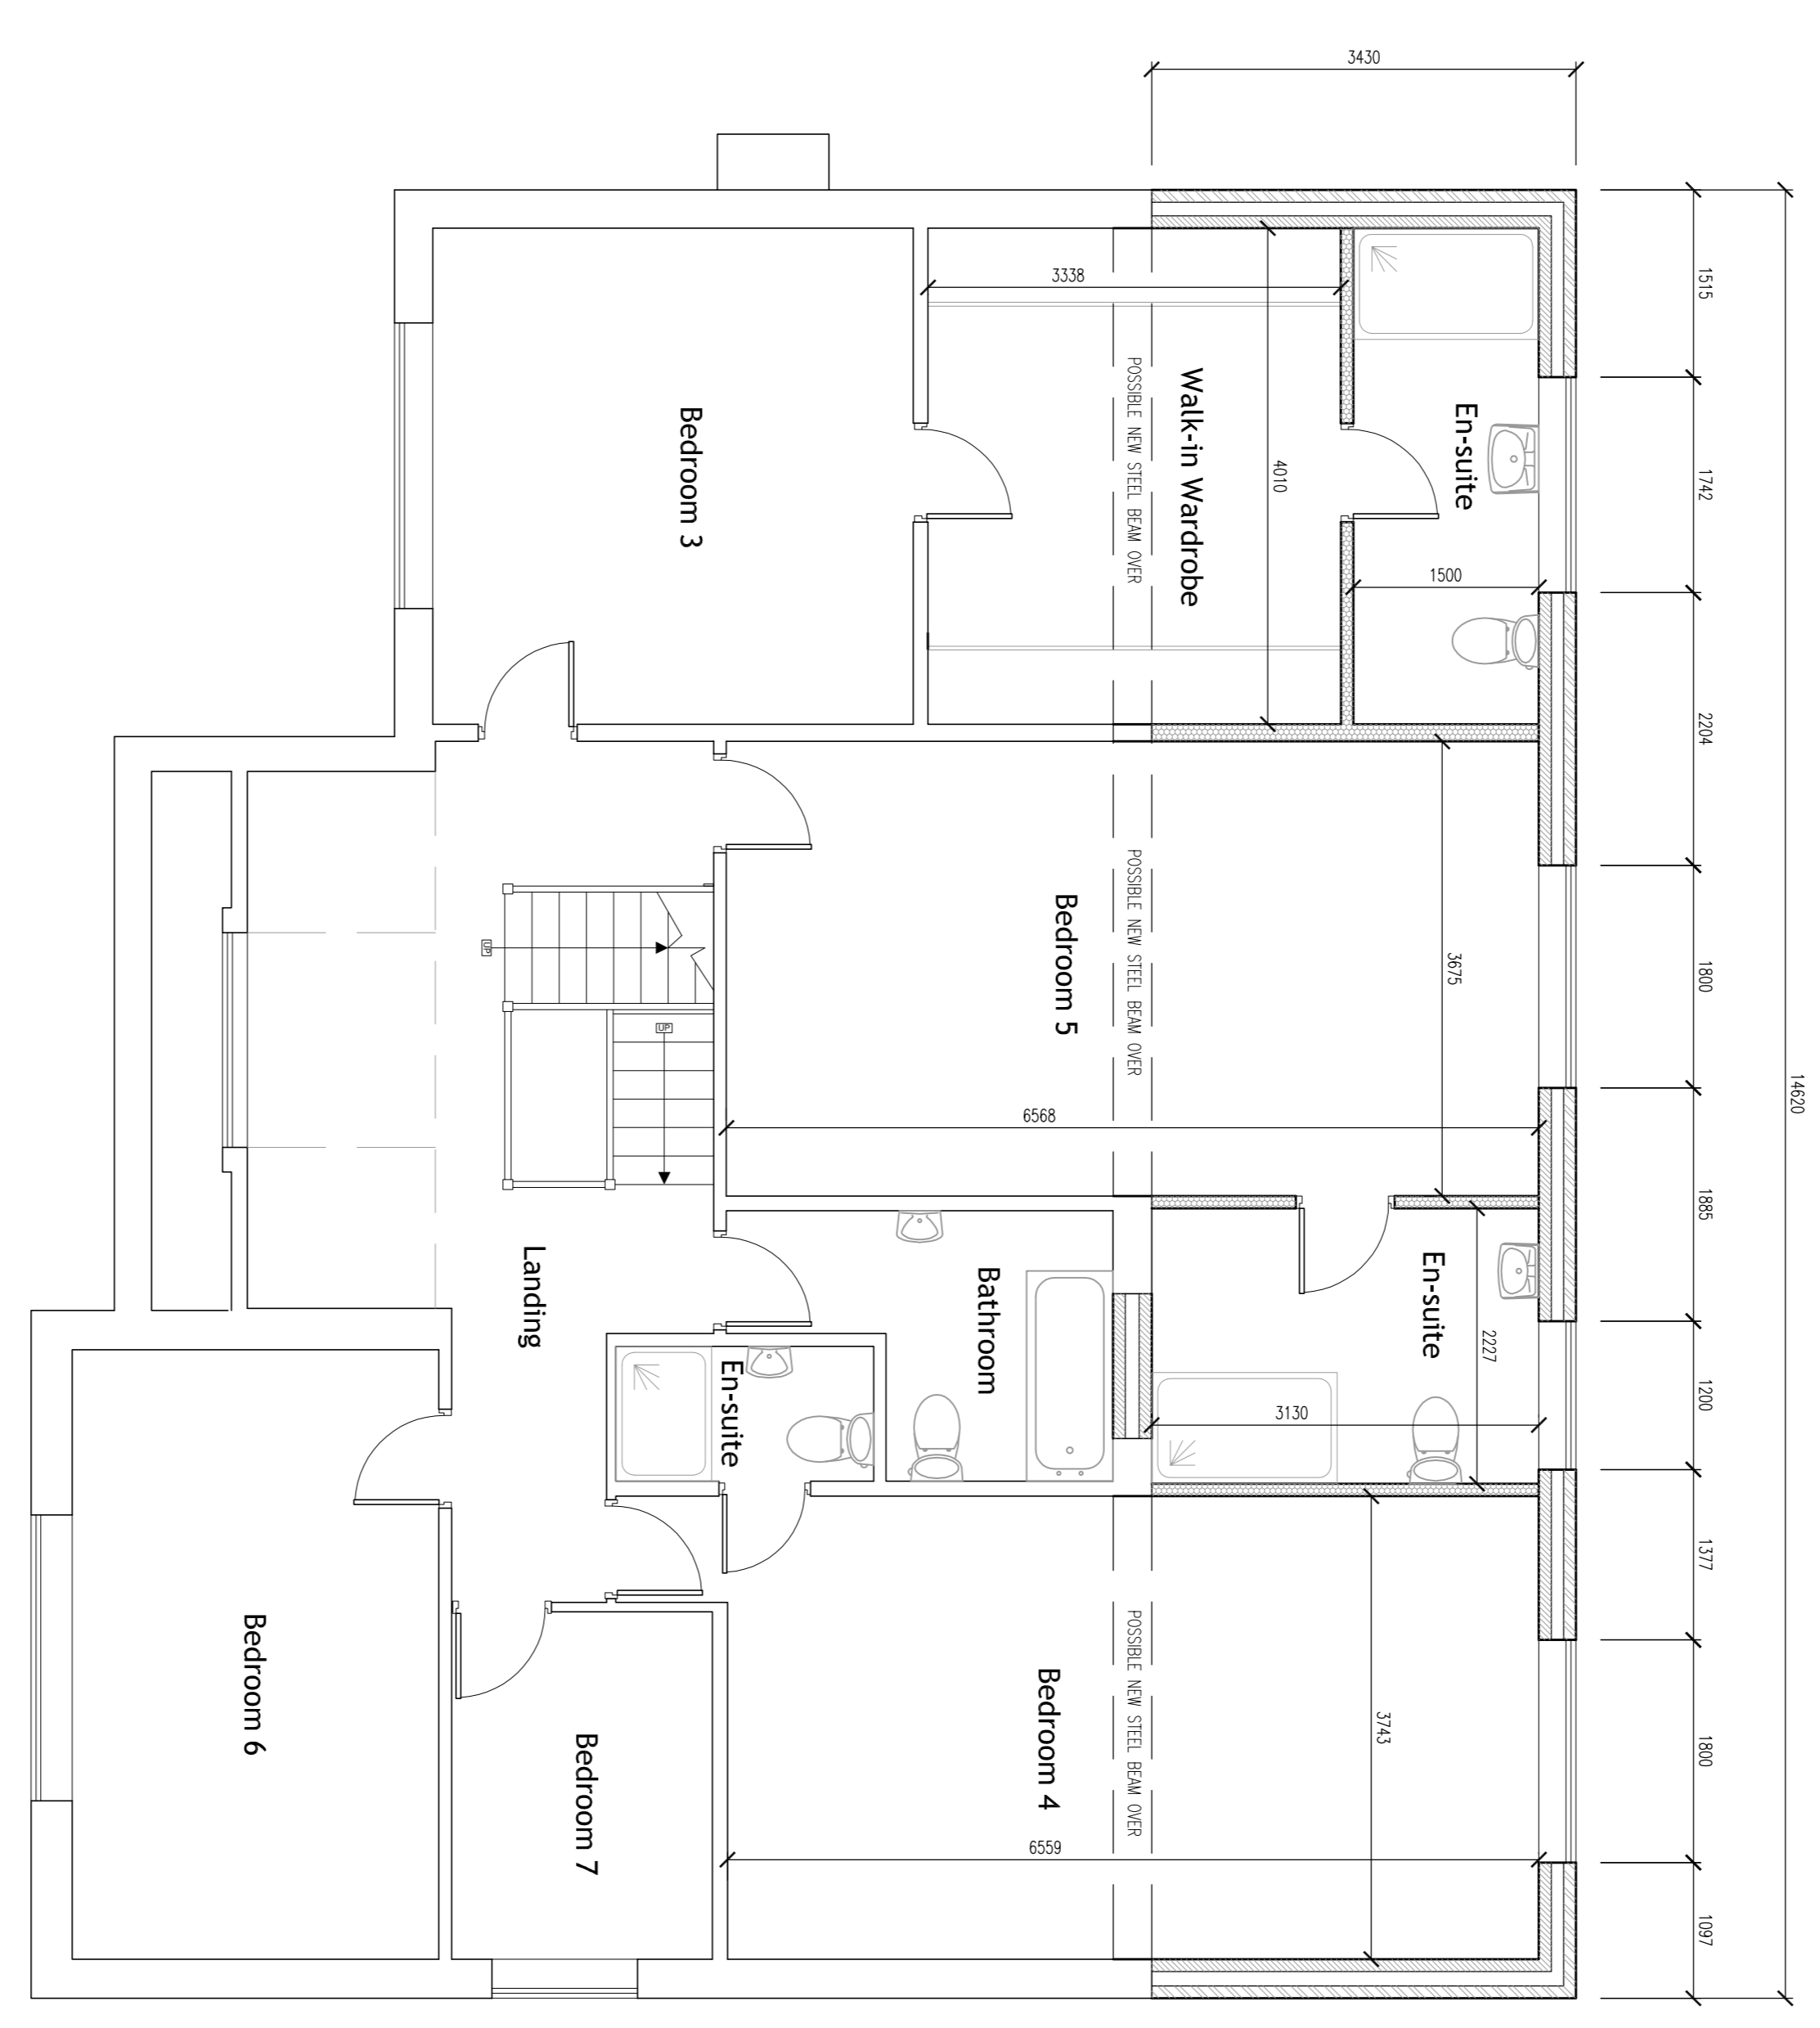 14620
1515
1742
2204
1800
1885
1200
1377
1800
1097
3430
En-suite
1500
Walk-in Wardrobe
4010
3338
POSSIBLE NEW STEEL BEAM OVER
Bedroom 3
3675
Bedroom 5
6568
POSSIBLE NEW STEEL BEAM OVER
UP
UP
En-suite
2227
3130
Bathroom
En-suite
Landing
3743
Bedroom 4
6559
POSSIBLE NEW STEEL BEAM OVER
Bedroom 7
Bedroom 6